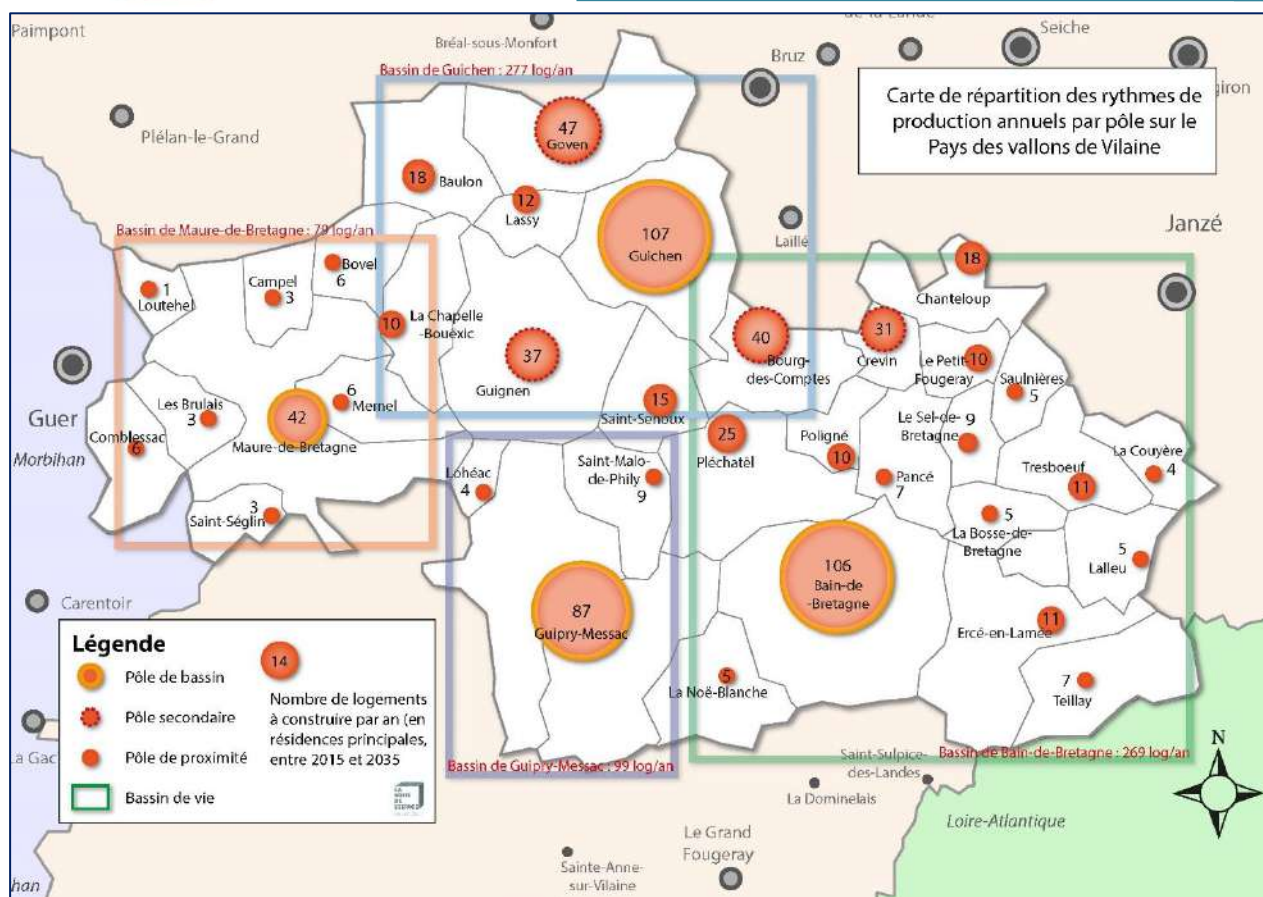 Paimpont
Bréal-sous-Monfort
Bruz
Seiche
Bassin de Guichen : 277 log/an
Carte de répartition des rythmes de
production annuels par pôle sur le
Pays des vallons de Vilaine
Plélan-le-Grand
47
Goven
18
Baulon
12
Lassy
107
Guichen
Laillé
Janzé
Bassin de Maure-de-Bretagne : 79 log/an
Bovel
6
Campel
3
1
Loutehel
10
La Chapelle
-Bouëxic
37
Guignen
18
Chanteloup
40
Bourg-
des-Comptes
31
Crevin
10
Le Petit-
Fougeray
Saulnières
5
Guer
Morbihan
Comblessac
6
Les Brulais
3
42
Maure-de-Bretagne
6
Mernel
15
Saint-Senoux
25
Pléchatel
Poligné
10
Le Sel-de-
Bretagne
9
Pancé
7
Tresboeuf
11
La Couyère
4
Lohéac
4
Saint-Malo-
de-Phily
9
3
Saint-Séglin
5
La Bosse-de-
Bretagne
5
Lalleu
106
Bain-de
-Bretagne
87
Guipry-Messac
11
Ercé-en-Lamée
7
Teillay
5
La Noë-Blanche
Carentoir
Légende
Pôle de bassin
Pôle secondaire
Pôle de proximité
Bassin de vie
14
Nombre de logements
à construire par an (en
résidences principales,
entre 2015 et 2035
Bassin de Guipry-Messac : 99 log/an
Bassin de Bain-de-Bretagne : 269 log/an
Saint-Sulpice-
des-Landes
La Dominelais
Loire-Atlantique
N
Le Grand
Fougeray
Sainte-Anne-
sur-Vilaine